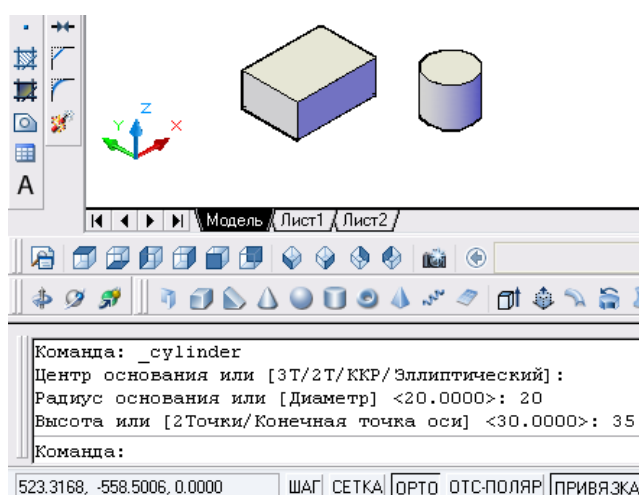 A
Z
Y
X
Модель Лист1 Лист2
Команда: _cylinder
Центр основания или [3Т/2Т/ККР/Эллиптический]:
Радиус основания или [Диаметр] <20.0000>: 20
Высота или [2Точки/Конечная точка оси] <30.0000>: 35
Команда:
523.3168, -558.5006, 0.0000 ШАГ СЕТКА ОРТО ОТС-ПОЛЯР ПРИВЯЗКА